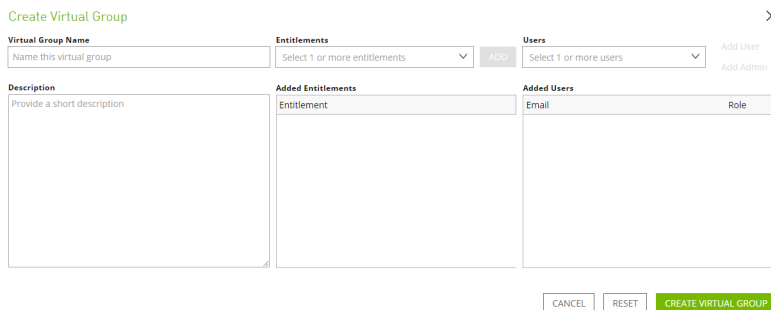 Create Virtual Group
Virtual Group Name
Name this virtual group
Entitlements
Select 1 or more entitlements
ADD
Users
Select 1 or more users
Add User
Add Admin
Description
Provide a short description
Added Entitlements
Entitlement
Added Users
Email Role
CANCEL RESET CREATE VIRTUAL GROUP